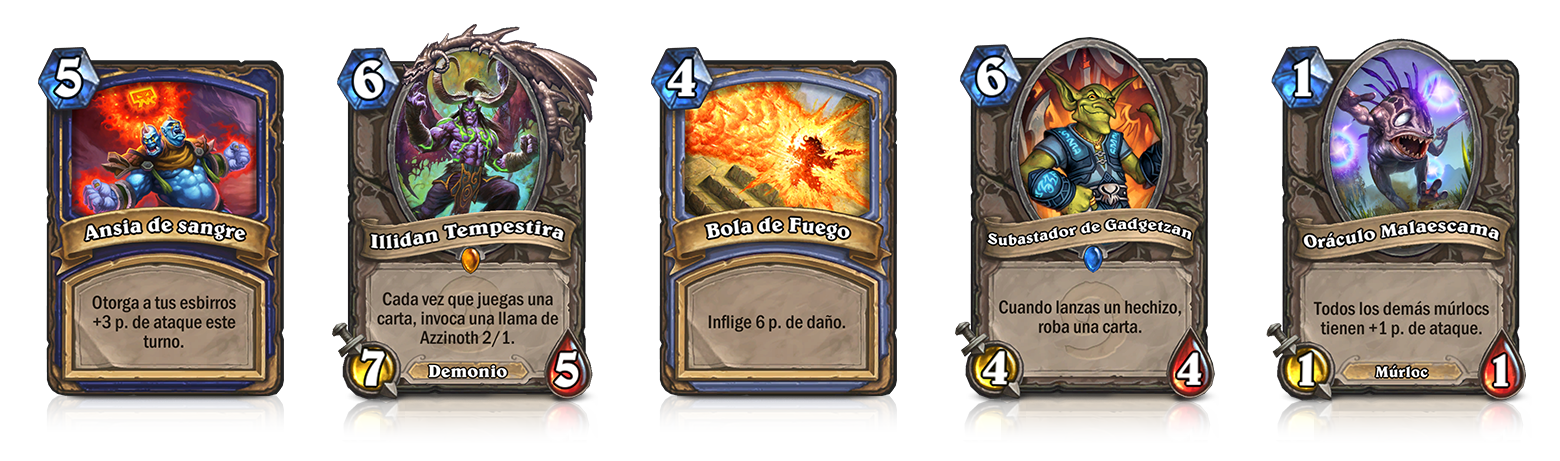 5
Ansia de sangre
Otorga a tus esbirros
+3 p. de ataque este
turno.
6
Illidan Tempestira
Cada vez que juegas una
carta, invoca una llama de
Azzinoth 2/1.
7
Demonio
5
4
Bola de Fuego
Inflige 6 p. de daño.
6
Subastador de Gadgetzan
Cuando lanzas un hechizo,
roba una carta.
4
4
1
Oráculo Malaescama
Todos los demás múrlocs
tienen +1 p. de ataque.
1
Múrloc
1